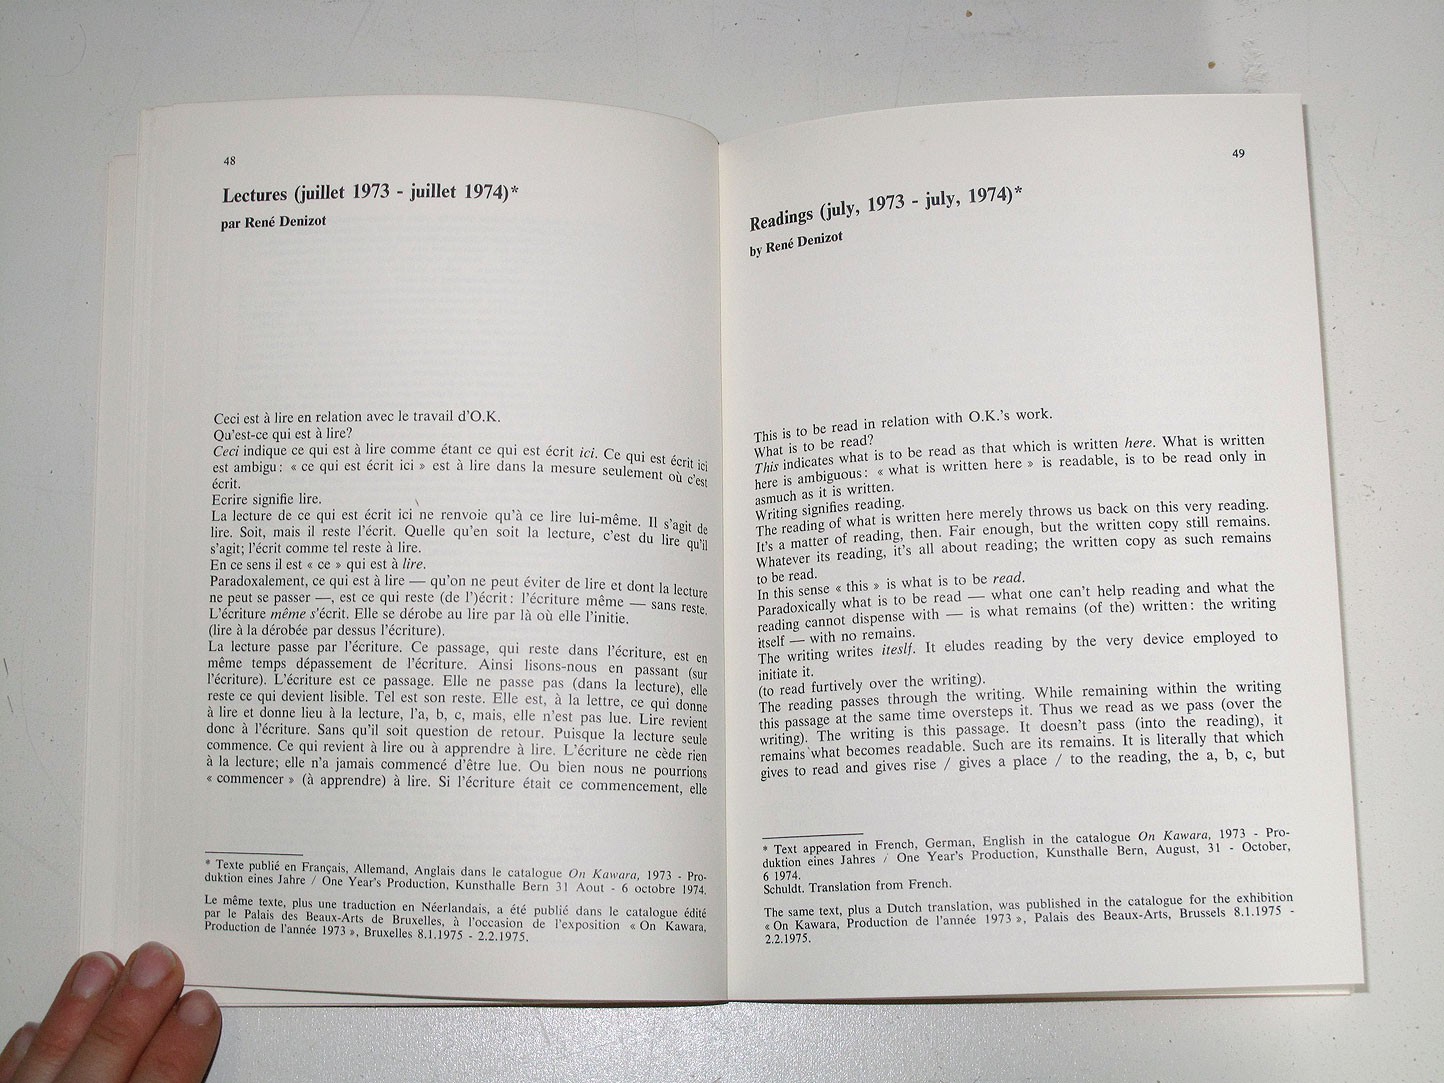 48
Lectures (juillet 1973 - juillet 1974)*
par René Denizot
Ceci est à lire en relation avec le travail d'O.K.
Qu'est-ce qui est à lire?
Ceci indique ce qui est à lire comme étant ce qui est écrit ici. Ce qui est écrit ici
est ambigu : « ce qui est écrit ici » est à lire dans la mesure seulement où c'est
écrit.
Ecrire signifie lire.
La lecture de ce qui est écrit ici ne renvoie qu'à ce lire lui-même. Il s'agit de
lire. Soit, mais il reste l'écrit. Quelle qu'en soit la lecture, c'est du lire qu'il
s'agit; l'écrit comme tel reste à lire.
En ce sens il est « ce » qui est à lire.
Paradoxalement, ce qui est à lire — qu'on ne peut éviter de lire et dont la lecture
ne peut se passer —, est ce qui reste (de l')écrit : l'écriture même — sans reste.
L'écriture même s'écrit. Elle se dérobe au lire par là où elle l'initie.
(lire à la dérobée par dessus l'écriture).
La lecture passe par l'écriture. Ce passage, qui reste dans l'écriture, est en
même temps dépassement de l'écriture. Ainsi lisons-nous en passant (sur
l'écriture). L'écriture est ce passage. Elle ne passe pas (dans la lecture), elle
reste ce qui devient lisible. Tel est son reste. Elle est, à la lettre, ce qui donne
à lire et donne lieu à la lecture, l'a, b, c, mais, elle n'est pas lue. Lire revient
donc à l'écriture. Sans qu'il soit question de retour. Puisque la lecture seule
commence. Ce qui revient à lire ou à apprendre à lire. L'écriture ne cède rien
à la lecture; elle n'a jamais commencé d'être lue. Ou bien nous ne pourrions
« commencer » (à apprendre) à lire. Si l'écriture était ce commencement, elle
* Texte publié en Français, Allemand, Anglais dans le catalogue On Kawara, 1973 - Pro-
duktion eines Jahre / One Year's Production, Kunsthalle Bern 31 Aout - 6 octobre 1974.
Le même texte, plus une traduction en Néerlandais, a été publié dans le catalogue édité
par le Palais des Beaux-Arts de Bruxelles, à l'occasion de l'exposition « On Kawara,
Production de l'année 1973 », Bruxelles 8.1.1975 - 2.2.1975.
49
Readings (july, 1973 - july, 1974)*
by René Denizot
This is to be read in relation with O.K.'s work.
What is to be read?
This indicates what is to be read as that which is written here. What is written
here is ambiguous : « what is written here » is readable, is to be read only in
asmuch as it is written.
Writing signifies reading.
The reading of what is written here merely throws us back on this very reading.
It's a matter of reading, then. Fair enough, but the written copy still remains.
Whatever its reading, it's all about reading; the written copy as such remains
to be read.
In this sense « this » is what is to be read.
Paradoxically what is to be read — what one can't help reading and what the
reading cannot dispense with — is what remains (of the) written : the writing
itself — with no remains.
The writing writes iteslf. It eludes reading by the very device employed to
initiate it.
(to read furtively over the writing).
The reading passes through the writing. While remaining within the writing
this passage at the same time oversteps it. Thus we read as we pass (over the
writing). The writing is this passage. It doesn't pass (into the reading), it
remains what becomes readable. Such are its remains. It is literally that which
gives to read and gives rise / gives a place / to the reading, the a, b, c, but
* Text appeared in French, German, English in the catalogue On Kawara, 1973 - Pro-
duktion eines Jahres / One Year's Production, Kunsthalle Bern, August, 31 - October,
6 1974.
Schuldt. Translation from French.
The same text, plus a Dutch translation, was published in the catalogue for the exhibition
« On Kawara, Production de l'année 1973 », Palais des Beaux-Arts, Brussels 8.1.1975 -
2.2.1975.